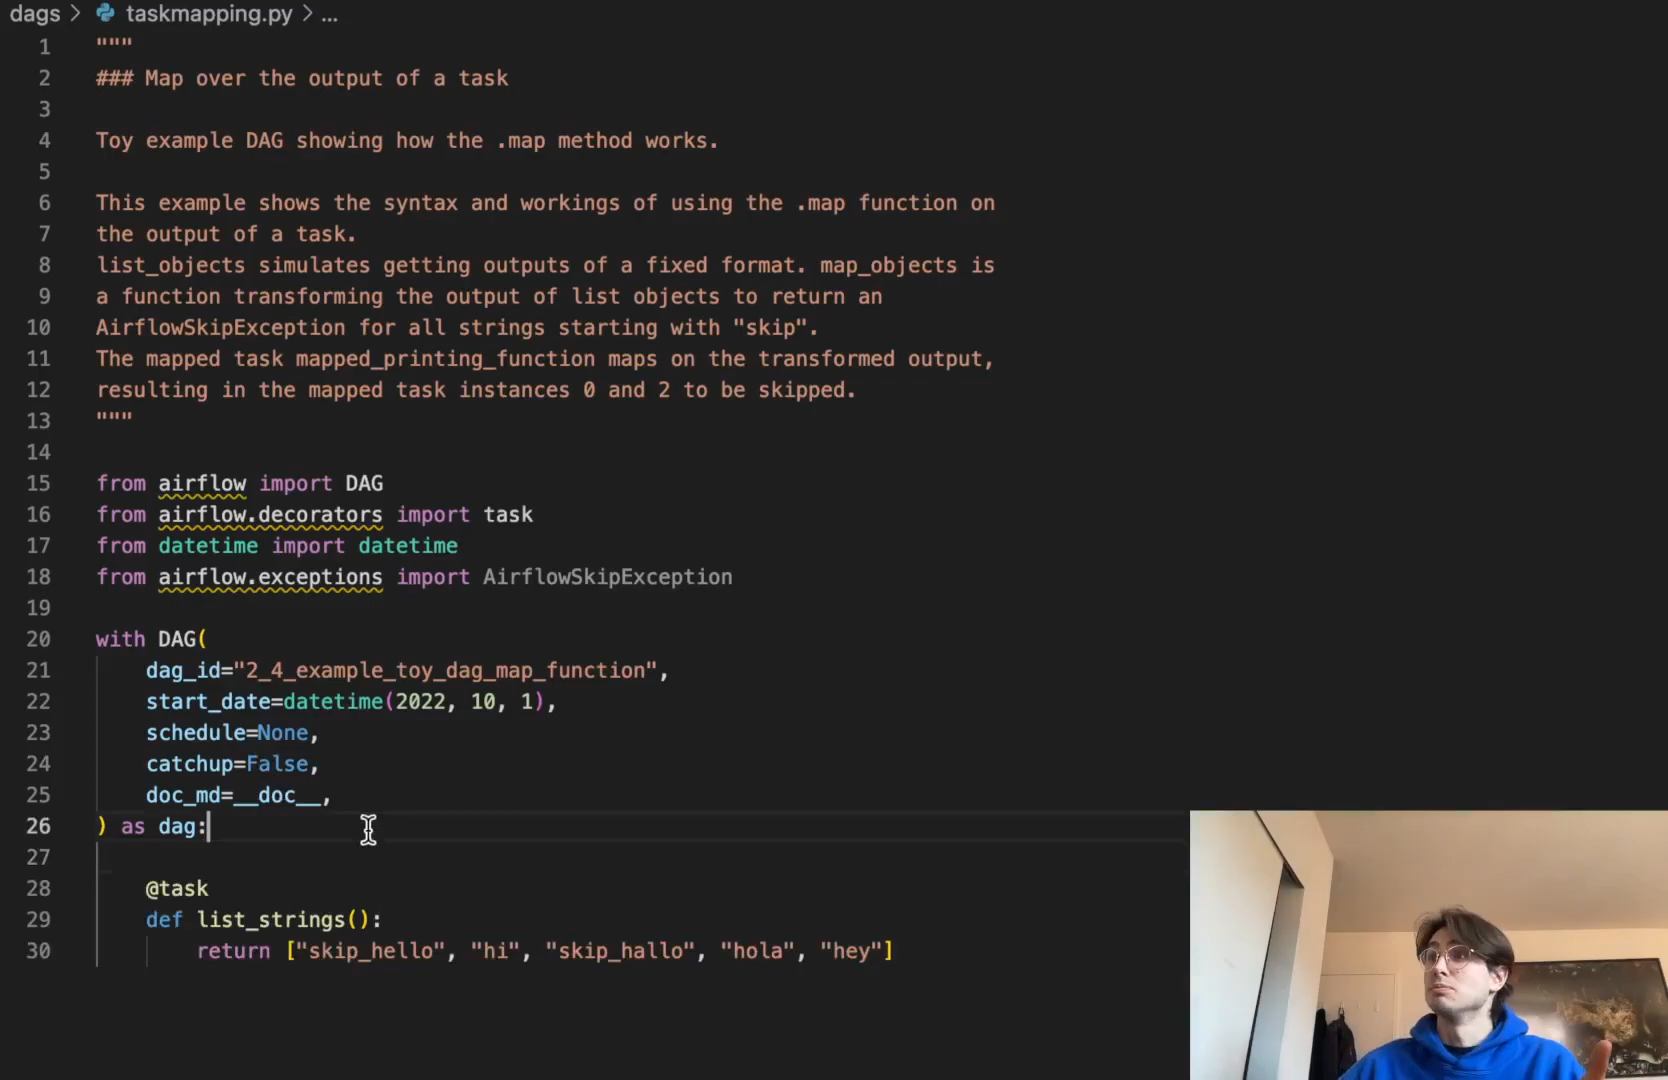 dags > taskmapping.py > ...
1 """
2 ### Map over the output of a task
3
4 Toy example DAG showing how the .map method works.
5
6 This example shows the syntax and workings of using the .map function on
7 the output of a task.
8 list_objects simulates getting outputs of a fixed format. map_objects is
9 a function transforming the output of list objects to return an
10 AirflowSkipException for all strings starting with "skip".
11 The mapped task mapped_printing_function maps on the transformed output,
12 resulting in the mapped task instances 0 and 2 to be skipped.
13 """
14
15 from airflow import DAG
16 from airflow.decorators import task
17 from datetime import datetime
18 from airflow.exceptions import AirflowSkipException
19
20 with DAG(
21     dag_id="2_4_example_toy_dag_map_function",
22     start_date=datetime(2022, 10, 1),
23     schedule=None,
24     catchup=False,
25     doc_md=__doc__,
26 ) as dag:
27
28     @task
29     def list_strings():
30         return ["skip_hello", "hi", "skip_hallo", "hola", "hey"]